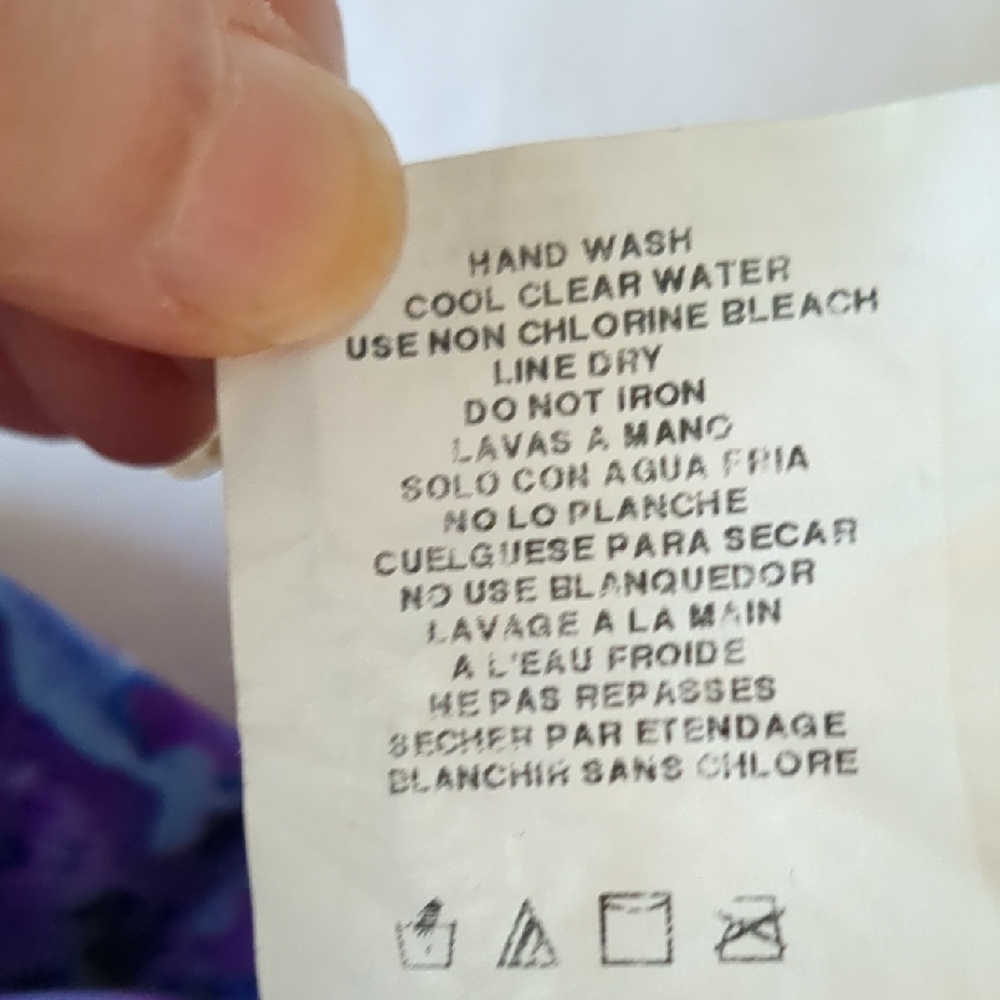 HAND WASH
COOL CLEAR WATER
USE NON CHLORINE BLEACH
LINE DRY
DO NOT IRON
LAVAS A MANO
SOLO CON AGUA FRIA
NO LO PLANCHE
CUELGUESE PARA SECAR
NO USE BLANQUEDOR
LAVAGE A LA MAIN
A L'EAU FROIDE
NE PAS REPASSES
SECHER PAR ETENDAGE
BLANCHIR SANS CHLORE